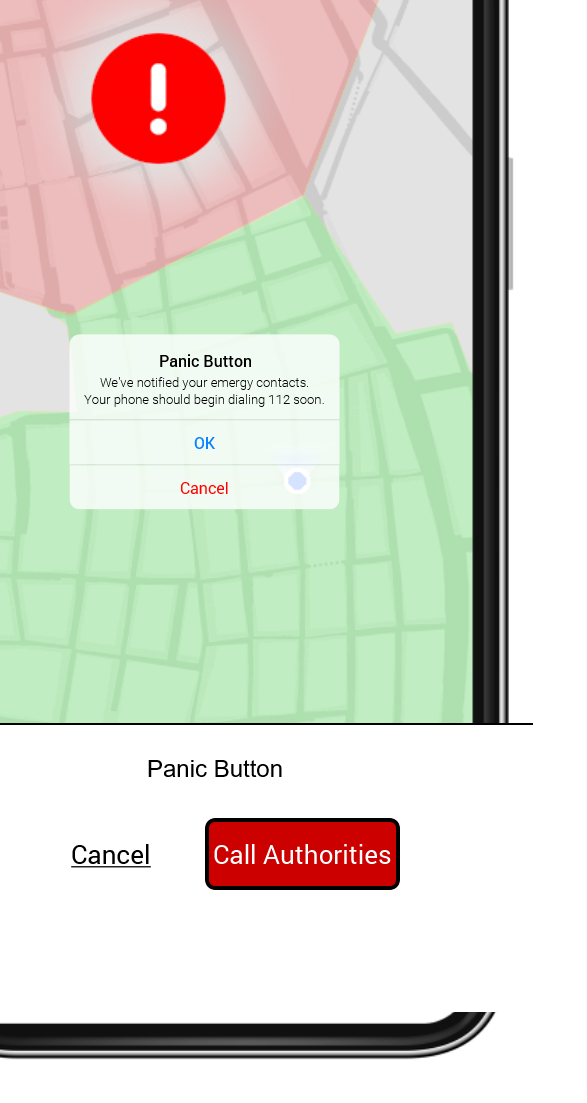 Panic Button
We've notified your emergy contacts.
Your phone should begin dialing 112 soon.
OK
Cancel
Panic Button
Cancel
Call Authorities